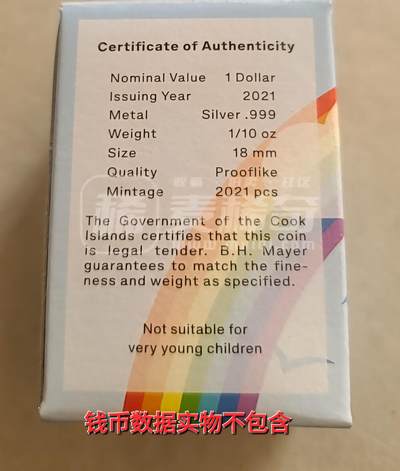 Certificate of Authenticity
Nominal Value 1 Dollar
Issuing Year 2021
Metal Silver .999
Weight 1/10 oz
Size 18 mm
Quality Prooflike
Mintage 2021 pcs
The Government of the Cook
Islands certifies that this coin
is legal tender. B.H. Mayer
guarantees to match the fine-
ness and weight as specified.
Not suitable for
very young children
钱币数据实物不包含